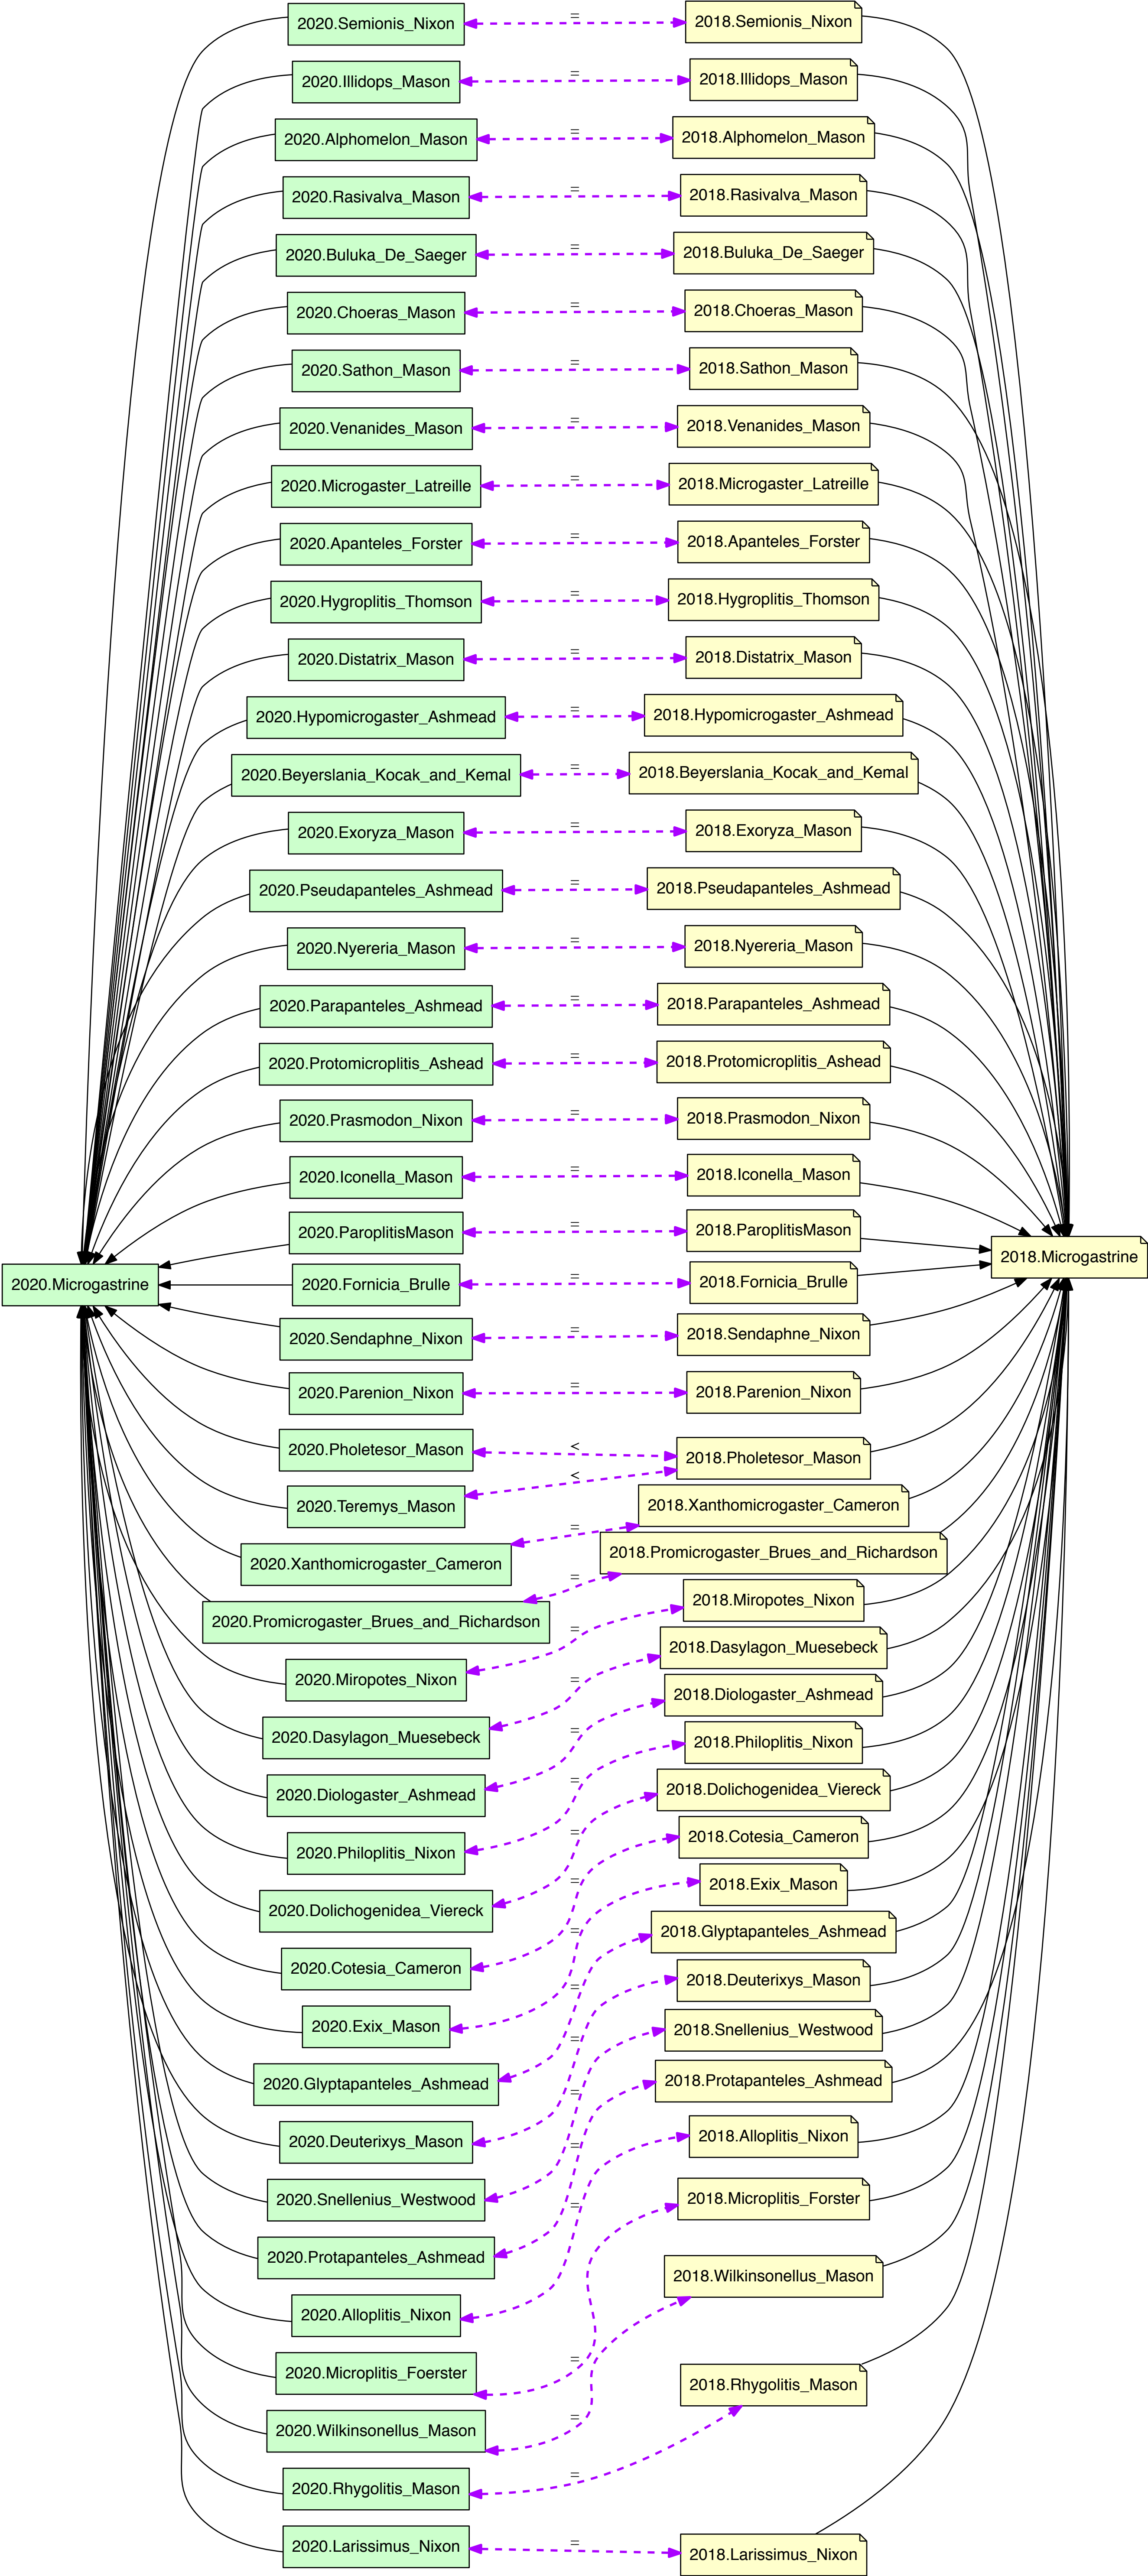 2020.Semionis_Nixon = 2018.Semionis_Nixon
2020.Illidops_Mason = 2018.Illidops_Mason
2020.Alphomelon_Mason = 2018.Alphomelon_Mason
2020.Rasivalva_Mason = 2018.Rasivalva_Mason
2020.Buluka_De_Saeger = 2018.Buluka_De_Saeger
2020.Choeras_Mason = 2018.Choeras_Mason
2020.Sathon_Mason = 2018.Sathon_Mason
2020.Venanides_Mason = 2018.Venanides_Mason
2020.Microgaster_Latreille = 2018.Microgaster_Latreille
2020.Apanteles_Forster = 2018.Apanteles_Forster
2020.Hygroplitis_Thomson = 2018.Hygroplitis_Thomson
2020.Distatrix_Mason = 2018.Distatrix_Mason
2020.Hypomicrogaster_Ashmead = 2018.Hypomicrogaster_Ashmead
2020.Beyerslania_Kocak_and_Kemal = 2018.Beyerslania_Kocak_and_Kemal
2020.Exoryza_Mason = 2018.Exoryza_Mason
2020.Pseudapanteles_Ashmead = 2018.Pseudapanteles_Ashmead
2020.Nyereria_Mason = 2018.Nyereria_Mason
2020.Parapanteles_Ashmead = 2018.Parapanteles_Ashmead
2020.Protomicroplitis_Ashead = 2018.Protomicroplitis_Ashead
2020.Prasmodon_Nixon = 2018.Prasmodon_Nixon
2020.Iconella_Mason = 2018.Iconella_Mason
2020.ParoplitisMason = 2018.ParoplitisMason
2018.Microgastrine
2020.Microgastrine
2020.Fornicia_Brulle = 2018.Fornicia_Brulle
2020.Sendaphne_Nixon = 2018.Sendaphne_Nixon
2020.Parenion_Nixon = 2018.Parenion_Nixon
2020.Pholetesor_Mason < 2018.Pholetesor_Mason
2020.Teremys_Mason <
2018.Xanthomicrogaster_Cameron
2020.Xanthomicrogaster_Cameron =
2018.Promicrogaster_Brues_and_Richardson
2020.Promicrogaster_Brues_and_Richardson =
2018.Miropotes_Nixon
2020.Miropotes_Nixon =
2018.Dasylagon_Muesebeck
2020.Dasylagon_Muesebeck =
2018.Diologaster_Ashmead
2020.Diologaster_Ashmead =
2018.Philoplitis_Nixon
2020.Philoplitis_Nixon =
2018.Dolichogenidea_Viereck
2020.Dolichogenidea_Viereck =
2018.Cotesia_Cameron
2020.Cotesia_Cameron =
2018.Exix_Mason
2020.Exix_Mason =
2018.Glyptapanteles_Ashmead
2020.Glyptapanteles_Ashmead =
2018.Deuterixys_Mason
2020.Deuterixys_Mason =
2018.Snellenius_Westwood
2020.Snellenius_Westwood =
2018.Protapanteles_Ashmead
2020.Protapanteles_Ashmead =
2018.Alloplitis_Nixon
2020.Alloplitis_Nixon =
2018.Microplitis_Forster
2020.Microplitis_Foerster =
2018.Wilkinsonellus_Mason
2020.Wilkinsonellus_Mason =
2018.Rhygolitis_Mason
2020.Rhygolitis_Mason =
2020.Larissimus_Nixon = 2018.Larissimus_Nixon